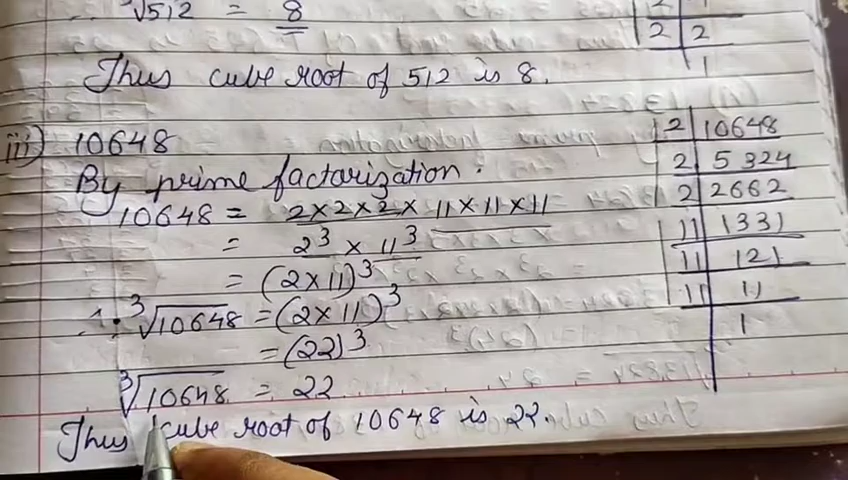 ∛512 = 8
Thus cube root of 512 is 8.
iii) 10648
By prime factorization.
10648 = 2×2×2× 11×11×11
= 2³ × 11³
= (2×11)³
∴ ∛10648 = (2×11)³
= (22)³
∛10648 = 22
Thus cube root of 10648 is 22.
2 | 2
1
2 | 10648
2 | 5324
2 | 2662
11 | 1331
11 | 121
11 | 11
1